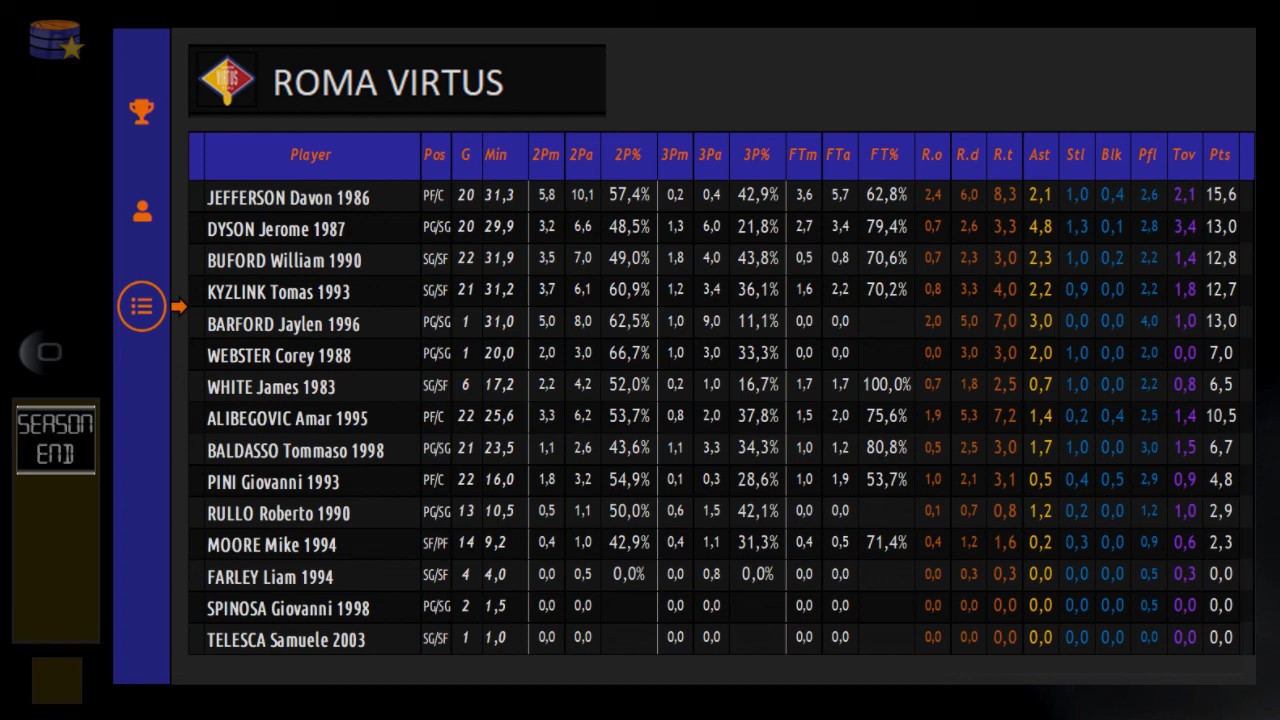 VIRTUS
ROMA VIRTUS
Player Pos G Min 2Pm 2Pa 2P% 3Pm 3Pa 3P% FTm FTa FT% R.o R.d R.t Ast Stl Blk Pfl Tov Pts
JEFFERSON Davon 1986 PF/C 20 31,3 5,8 10,1 57,4% 0,2 0,4 42,9% 3,6 5,7 62,8% 2,4 6,0 8,3 2,1 1,0 0,4 2,6 2,1 15,6
DYSON Jerome 1987 PG/SG 20 29,9 3,2 6,6 48,5% 1,3 6,0 21,8% 2,7 3,4 79,4% 0,7 2,6 3,3 4,8 1,3 0,1 2,8 3,4 13,0
BUFORD William 1990 SG/SF 22 31,9 3,5 7,0 49,0% 1,8 4,0 43,8% 0,5 0,8 70,6% 0,7 2,3 3,0 2,3 1,0 0,2 2,2 1,4 12,8
KYZLINK Tomas 1993 SG/SF 21 31,2 3,7 6,1 60,9% 1,2 3,4 36,1% 1,6 2,2 70,2% 0,8 3,3 4,0 2,2 0,9 0,0 2,2 1,8 12,7
BARFORD Jaylen 1996 PG/SG 1 31,0 5,0 8,0 62,5% 1,0 9,0 11,1% 0,0 0,0 2,0 5,0 7,0 3,0 0,0 0,0 4,0 1,0 13,0
WEBSTER Corey 1988 PG/SG 1 20,0 2,0 3,0 66,7% 1,0 3,0 33,3% 0,0 0,0 0,0 3,0 3,0 2,0 1,0 0,0 2,0 0,0 7,0
WHITE James 1983 SG/SF 6 17,2 2,2 4,2 52,0% 0,2 1,0 16,7% 1,7 1,7 100,0% 0,7 1,8 2,5 0,7 1,0 0,0 2,2 0,8 6,5
ALIBEGOVIC Amar 1995 PF/C 22 25,6 3,3 6,2 53,7% 0,8 2,0 37,8% 1,5 2,0 75,6% 1,9 5,3 7,2 1,4 0,2 0,4 2,5 1,4 10,5
BALDASSO Tommaso 1998 PG/SG 21 23,5 1,1 2,6 43,6% 1,1 3,3 34,3% 1,0 1,2 80,8% 0,5 2,5 3,0 1,7 1,0 0,0 3,0 1,5 6,7
PINI Giovanni 1993 PF/C 22 16,0 1,8 3,2 54,9% 0,1 0,3 28,6% 1,0 1,9 53,7% 1,0 2,1 3,1 0,5 0,4 0,5 2,9 0,9 4,8
RULLO Roberto 1990 PG/SG 13 10,5 0,5 1,1 50,0% 0,6 1,5 42,1% 0,0 0,0 0,1 0,7 0,8 1,2 0,2 0,0 1,2 1,0 2,9
MOORE Mike 1994 SF/PF 14 9,2 0,4 1,0 42,9% 0,4 1,1 31,3% 0,4 0,5 71,4% 0,4 1,2 1,6 0,2 0,3 0,0 0,9 0,6 2,3
FARLEY Liam 1994 SG/SF 4 4,0 0,0 0,5 0,0% 0,0 0,8 0,0% 0,0 0,0 0,0 0,3 0,3 0,0 0,0 0,0 0,5 0,3 0,0
SPINOSA Giovanni 1998 PG/SG 2 1,5 0,0 0,0 0,0 0,0 0,0 0,0 0,0 0,0 0,0 0,0 0,0 0,0 0,5 0,0 0,0
TELESCA Samuele 2003 SG/SF 1 1,0 0,0 0,0 0,0 0,0 0,0 0,0 0,0 0,0 0,0 0,0 0,0 0,0 0,0 0,0 0,0
SEASON
END